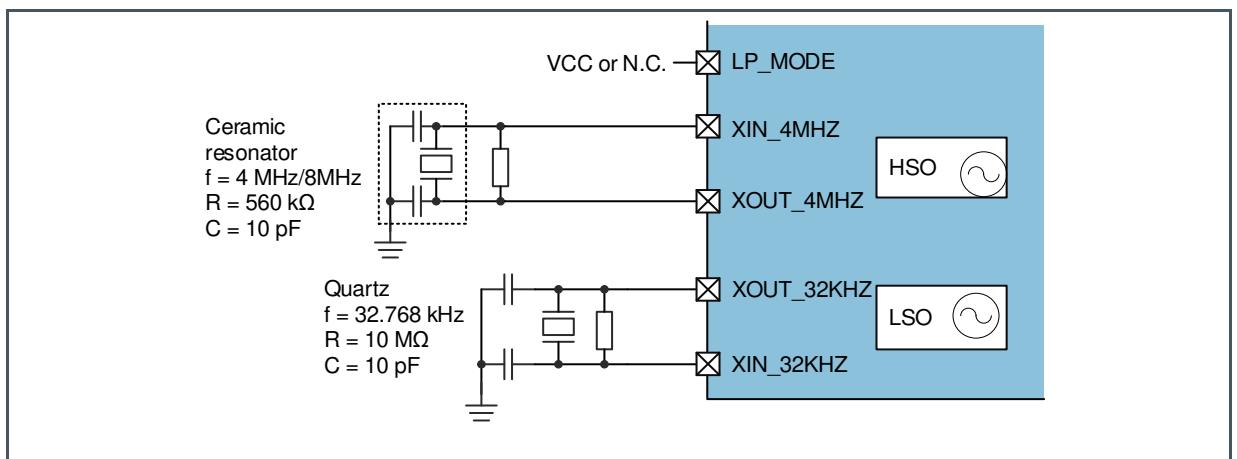 VCC or N.C.
LP_MODE
Ceramic
resonator
f = 4 MHz/8MHz
R = 560 kΩ
C = 10 pF
XIN_4MHZ
HSO
XOUT_4MHZ
Quartz
f = 32.768 kHz
R = 10 MΩ
C = 10 pF
XOUT_32KHZ
LSO
XIN_32KHZ